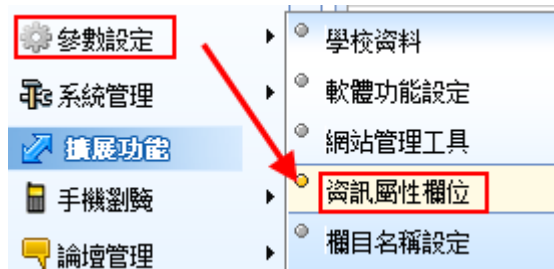 參數設定
系統管理
擴展功能
手機瀏覽
論壇管理
學校資料
軟體功能設定
網站管理工具
資訊屬性欄位
欄目名稱設定